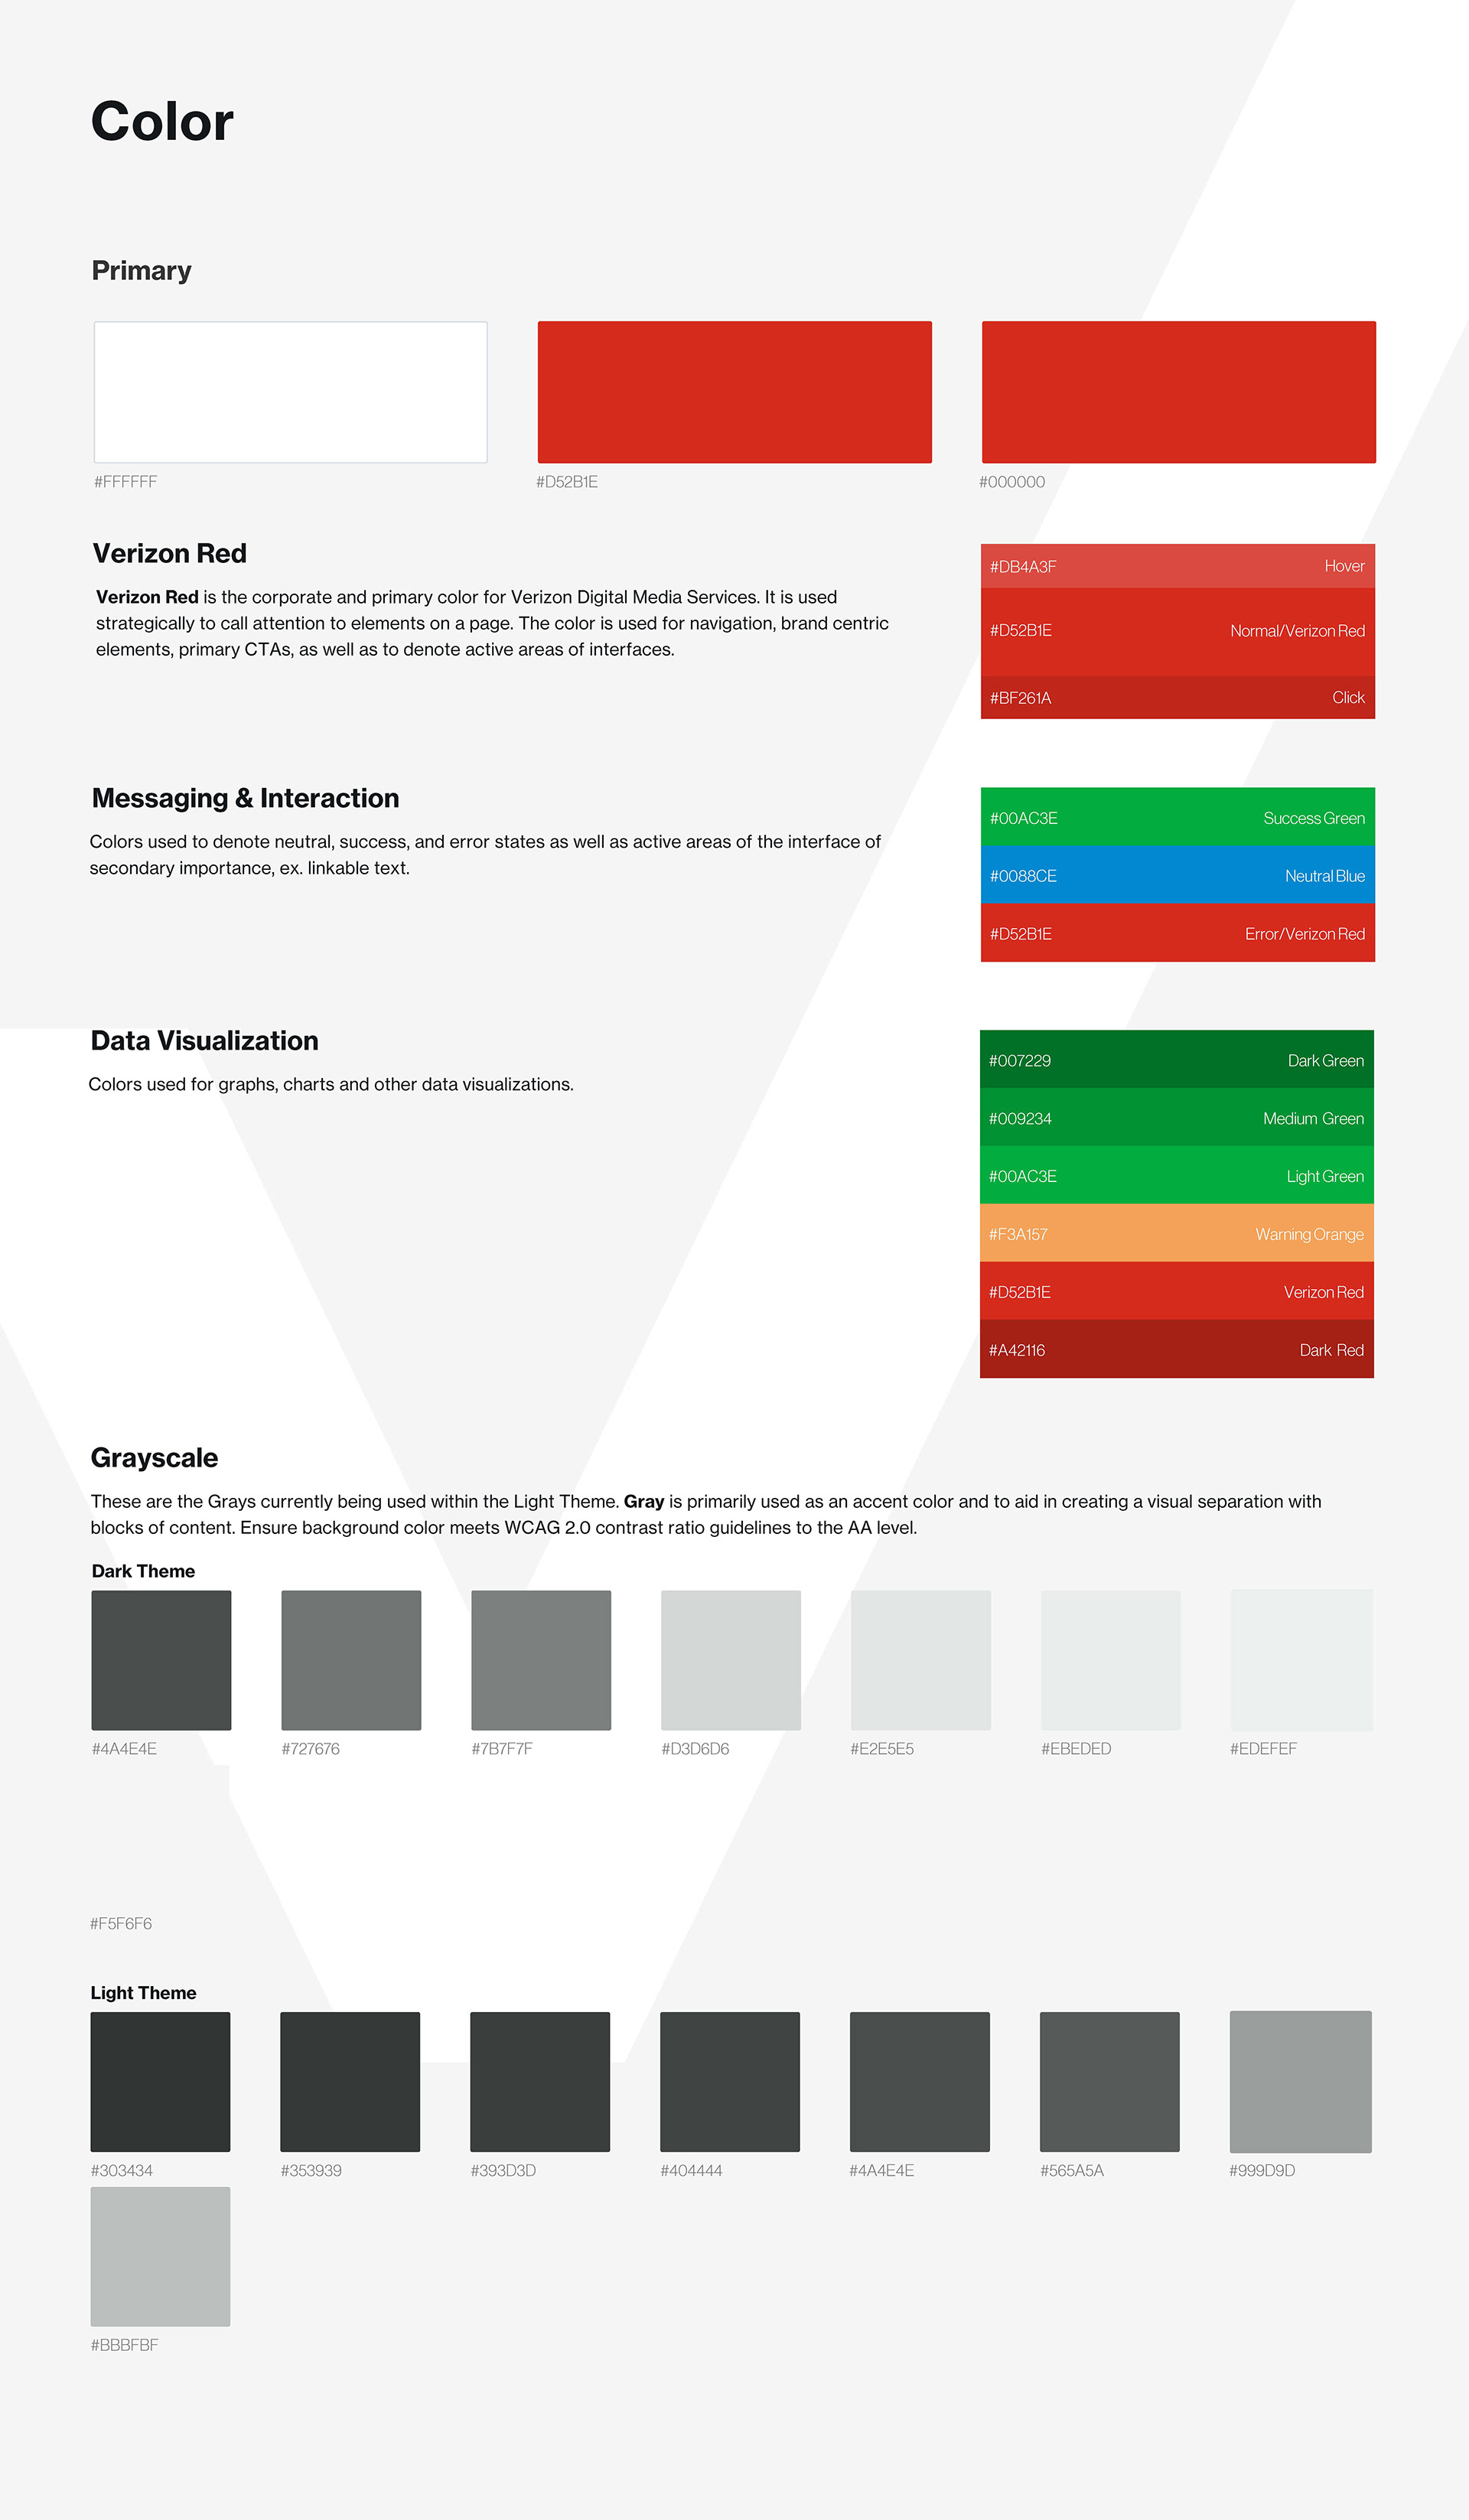 Color
Primary
#FFFFFF
#D52B1E
#000000
Verizon Red
Verizon Red is the corporate and primary color for Verizon Digital Media Services. It is used
strategically to call attention to elements on a page. The color is used for navigation, brand centric
elements, primary CTAs, as well as to denote active areas of interfaces.
#DB4A3F Hover
#D52B1E Normal/Verizon Red
#BF261A Click
Messaging & Interaction
Colors used to denote neutral, success, and error states as well as active areas of the interface of
secondary importance, ex. linkable text.
#00AC3E Success Green
#0088CE Neutral Blue
#D52B1E Error/Verizon Red
Data Visualization
Colors used for graphs, charts and other data visualizations.
#007229 Dark Green
#009234 Medium Green
#00AC3E Light Green
#F3A157 Warning Orange
#D52B1E Verizon Red
#A42116 Dark Red
Grayscale
These are the Grays currently being used within the Light Theme. Gray is primarily used as an accent color and to aid in creating a visual separation with
blocks of content. Ensure background color meets WCAG 2.0 contrast ratio guidelines to the AA level.
Dark Theme
#4A4E4E
#727676
#7B7F7F
#D3D6D6
#E2E5E5
#EBEDED
#EDEFEF
#F5F6F6
Light Theme
#303434
#353939
#393D3D
#404444
#4A4E4E
#565A5A
#999D9D
#BBBFBF